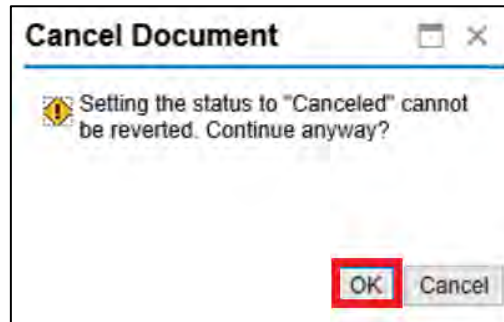 Cancel Document
Setting the status to "Canceled" cannot
be reverted. Continue anyway?
OK Cancel